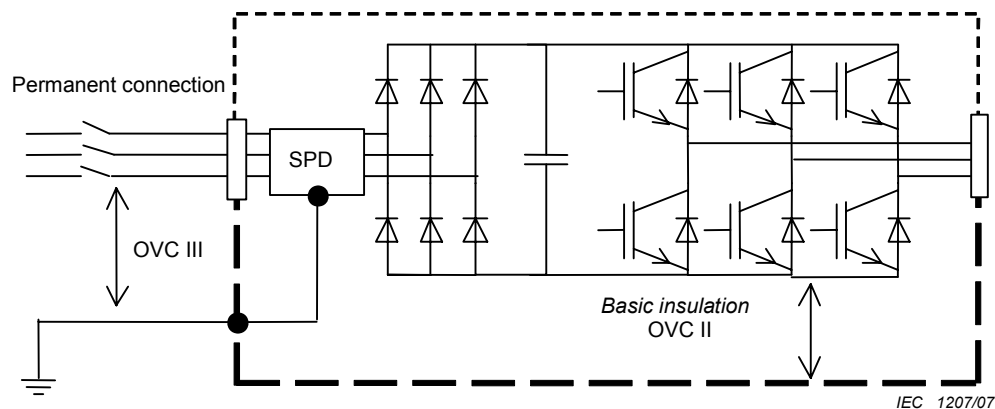 Permanent connection
SPD
OVC III
Basic insulation
OVC II
IEC 1207/07